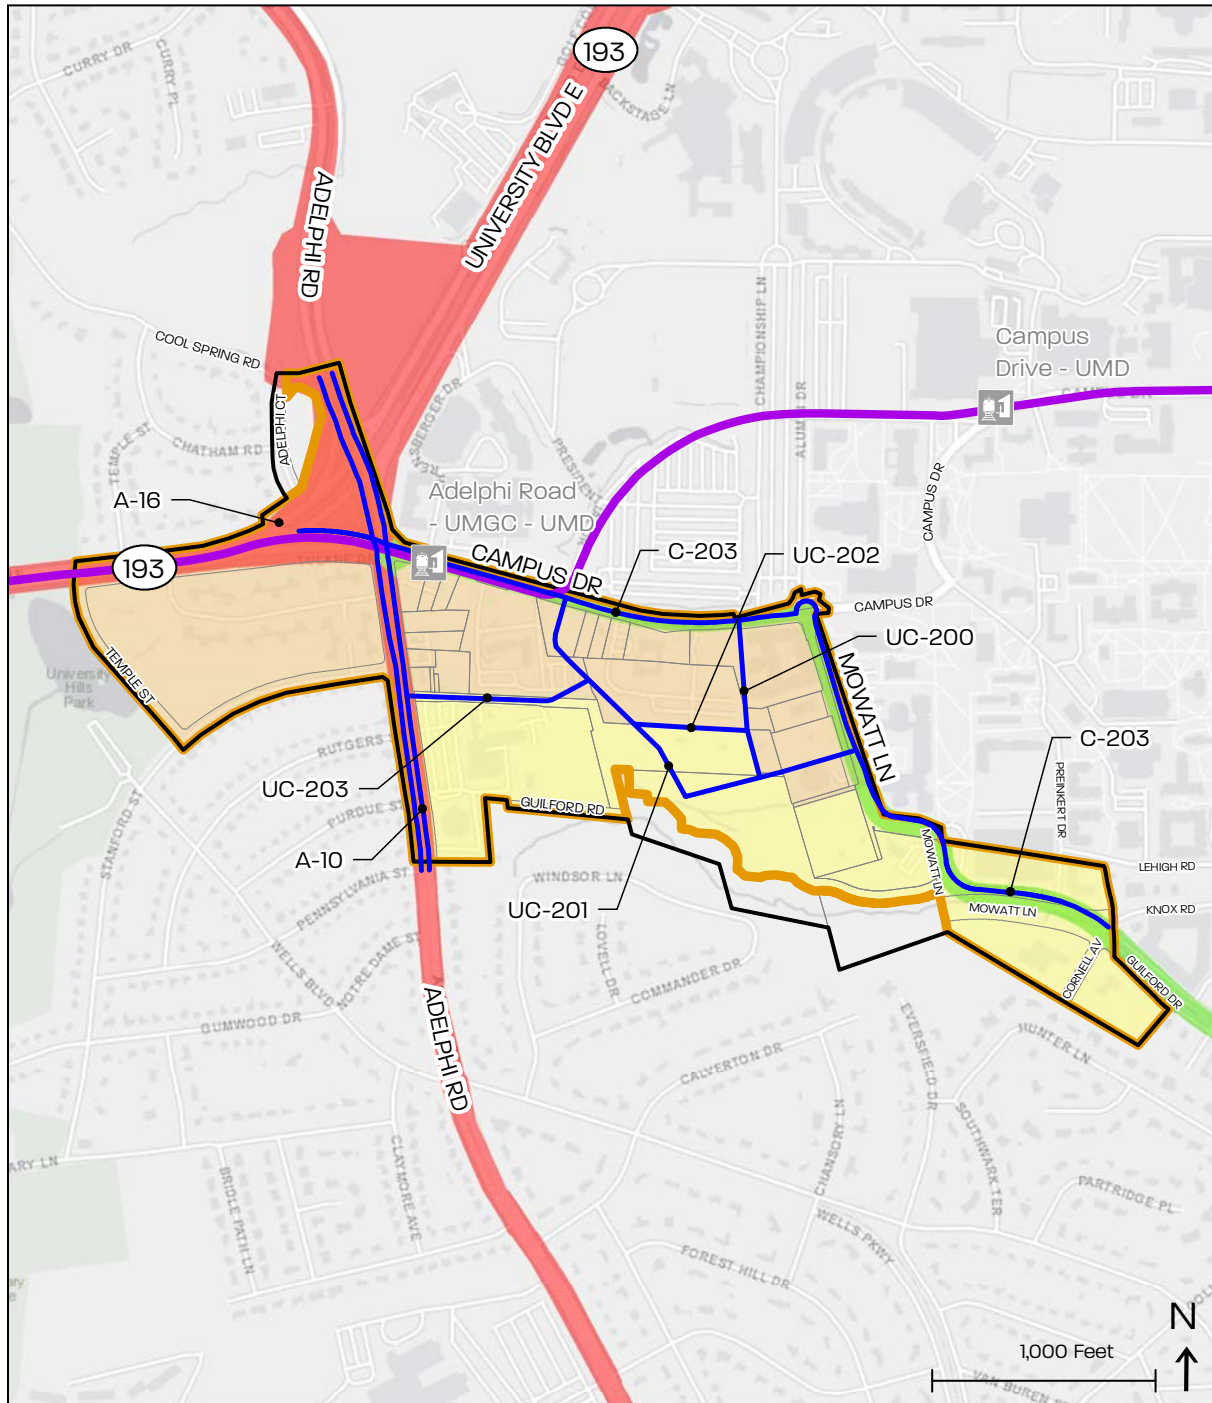 193
CURRY DR
CURRY PL
BACKSTAGE LN
UNIVERSITY BLVD E
ADELPHI RD
COOL SPRING RD
CHAMPIONSHIP LN
Campus
Drive - UMD
CAMPUS DR
ADELPHI CT
TEMPLE ST
CHATHAM RD
ALUMNI DR
CAMPUS DR
A-16
Adelphi Road
- UMGC - UMD
193
TULANE DR
CAMPUS DR
C-203
UC-202
CAMPUS DR
UC-200
MOWATT LN
University
Hills
Park
TEMPLE ST
RUTGERS
C-203
UC-203
PURDUE ST
GUILFORD RD
PREINKERT DR
STANFORD ST
A-10
MOWATT LN
LEHIGH RD
PENNSYLVANIA ST
WINDSOR LN
UC-201
MOWATT LN
KNOX RD
WELLS BLVD
NOTRE DAME ST
LOVELL DR
COMMANDER DR
CORNELL AV
GUILFORD DR
GUMWOOD DR
ADELPHI RD
CALVERTON DR
EVERSFIELD DR
HUNTER LN
CHANSORY LN
SOUTHWARK TER
ARY LN
BRIDLE PATH LN
CLAYMORE AVE
PARTRIDGE PL
WELLS PKWY
FOREST HILL DR
N
1,000 Feet
VAN BUREN